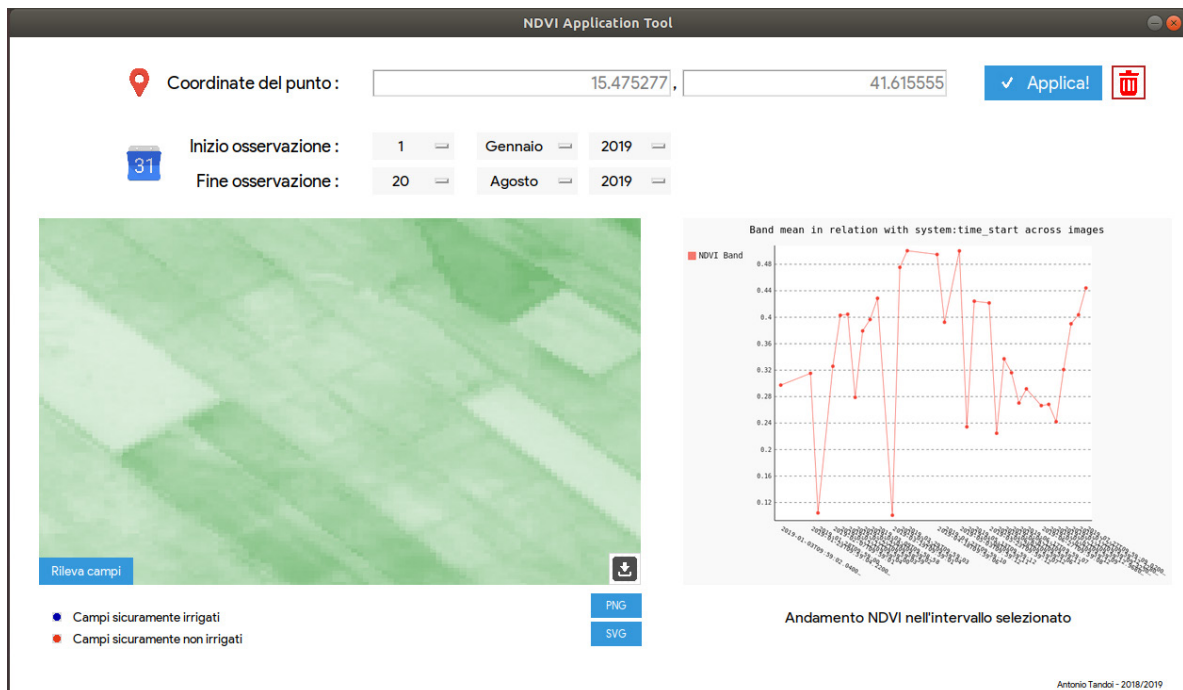 NDVI Application Tool
Coordinate del punto : 15.475277 , 41.615555 Applica!
31
Inizio osservazione : 1 Gennaio 2019
Fine osservazione : 20 Agosto 2019
Rileva campi
Campi sicuramente irrigati
Campi sicuramente non irrigati
PNG
SVG
Band mean in relation with system:time_start across images
NDVI Band
0.48
0.44
0.4
0.36
0.32
0.28
0.24
0.2
0.16
0.12
Andamento NDVI nell'intervallo selezionato
Antonio Tandoi - 2018/2019